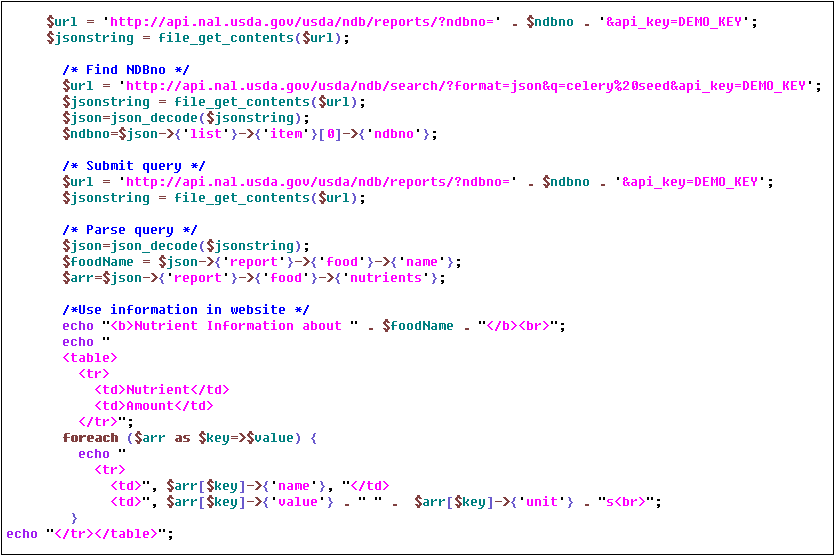 $url = 'http://api.nal.usda.gov/usda/ndb/reports/?ndbno=' . $ndbno . '&api_key=DEMO_KEY';
$jsonstring = file_get_contents($url);
/* Find NDBno */
$url = 'http://api.nal.usda.gov/usda/ndb/search/?format=json&q=celery%20seed&api_key=DEMO_KEY';
$jsonstring = file_get_contents($url);
$json=json_decode($jsonstring);
$ndbno=$json->{'list'}->{'item'}[0]->{'ndbno'};
/* Submit query */
$url = 'http://api.nal.usda.gov/usda/ndb/reports/?ndbno=' . $ndbno . '&api_key=DEMO_KEY';
$jsonstring = file_get_contents($url);
/* Parse query */
$json=json_decode($jsonstring);
$foodName = $json->{'report'}->{'food'}->{'name'};
$arr=$json->{'report'}->{'food'}->{'nutrients'};
/*Use information in website */
echo "<b>Nutrient Information about " . $foodName . "</b><br>";
echo "
<table>
<tr>
<td>Nutrient</td>
<td>Amount</td>
</tr>";
foreach ($arr as $key=>$value) {
echo "
<tr>
<td>", $arr[$key]->{'name'}, "</td>
<td>", $arr[$key]->{'value'} . " " .  $arr[$key]->{'unit'} . "s<br>";
}
echo "</tr></table>";